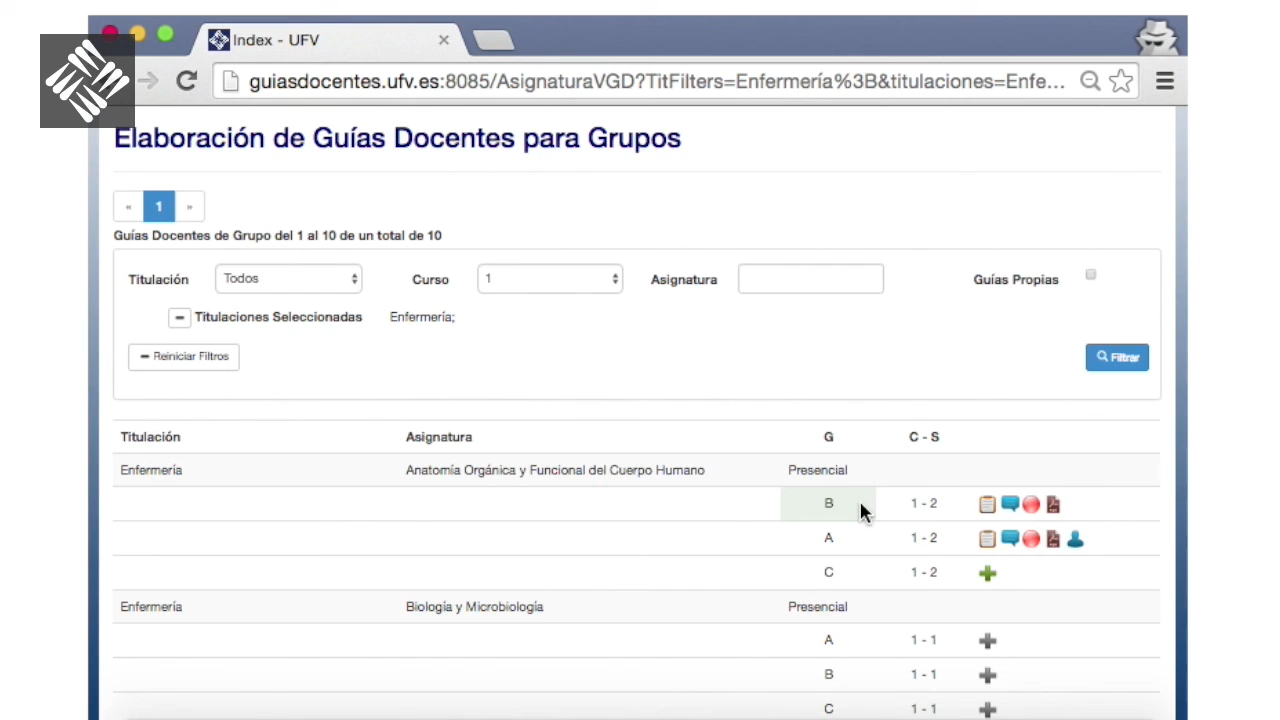 Index - UFV
guiasdocentes.ufv.es:8085/AsignaturaVGD?TitFilters=Enfermería%3B&titulaciones=Enfe...
Elaboración de Guías Docentes para Grupos
« 1 »
Guías Docentes de Grupo del 1 al 10 de un total de 10
Titulación Todos Curso 1 Asignatura Guías Propias
Titulaciones Seleccionadas Enfermería;
Reiniciar Filtros Filtrar
Titulación Asignatura G C - S
Enfermería Anatomía Orgánica y Funcional del Cuerpo Humano Presencial
B 1 - 2
A 1 - 2
C 1 - 2
Enfermería Biología y Microbiología Presencial
A 1 - 1
B 1 - 1
C 1 - 1